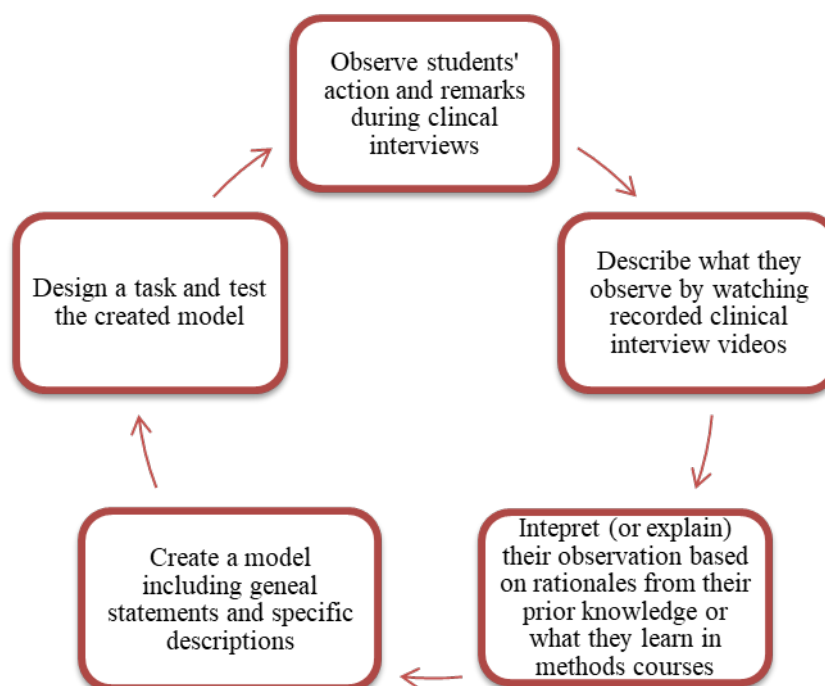 Observe students'
action and remarks
during clincal
interviews
Describe what they
observe by watching
recorded clinical
interview videos
Intepret (or explain)
their observation based
on rationales from their
prior knowledge or
what they learn in
methods courses
Create a model
including geneal
statements and specific
descriptions
Design a task and test
the created model